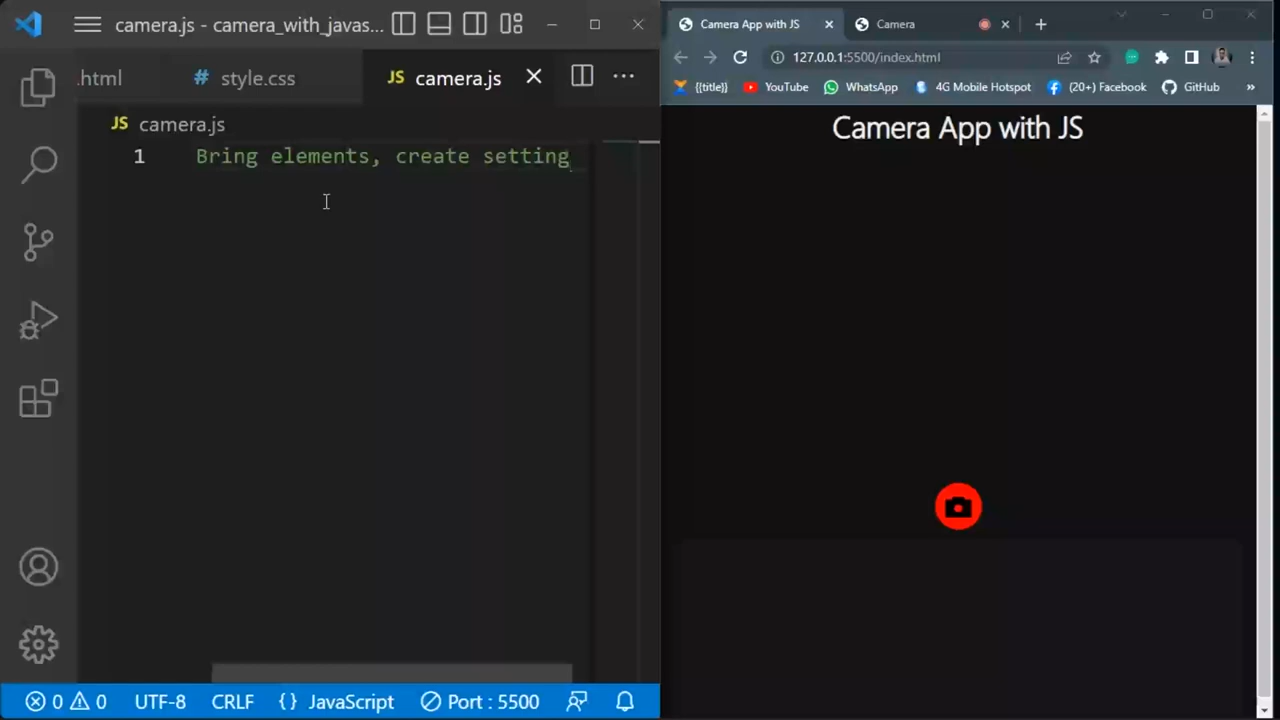 camera.js - camera_with_javas...
.html
# style.css
JS camera.js
JS camera.js
1 Bring elements, create setting
0 0 UTF-8 CRLF {} JavaScript Port : 5500
Camera App with JS
Camera
127.0.0.1:5500/index.html
{{title}} YouTube WhatsApp 4G Mobile Hotspot (20+) Facebook GitHub »
Camera App with JS